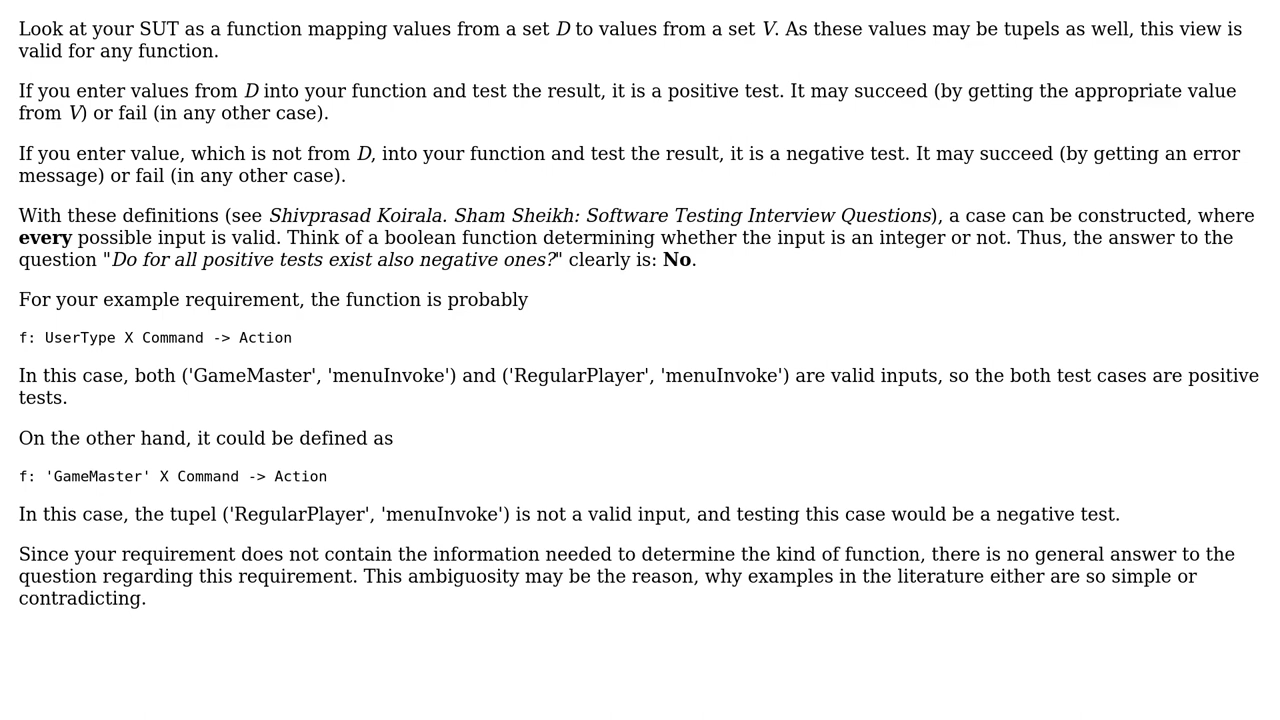 Look at your SUT as a function mapping values from a set D to values from a set V. As these values may be tupels as well, this view is
valid for any function.
If you enter values from D into your function and test the result, it is a positive test. It may succeed (by getting the appropriate value
from V) or fail (in any other case).
If you enter value, which is not from D, into your function and test the result, it is a negative test. It may succeed (by getting an error
message) or fail (in any other case).
With these definitions (see Shivprasad Koirala. Sham Sheikh: Software Testing Interview Questions), a case can be constructed, where
every possible input is valid. Think of a boolean function determining whether the input is an integer or not. Thus, the answer to the
question "Do for all positive tests exist also negative ones?" clearly is: No.
For your example requirement, the function is probably
f: UserType X Command -> Action
In this case, both ('GameMaster', 'menuInvoke') and ('RegularPlayer', 'menuInvoke') are valid inputs, so the both test cases are positive
tests.
On the other hand, it could be defined as
f: 'GameMaster' X Command -> Action
In this case, the tupel ('RegularPlayer', 'menuInvoke') is not a valid input, and testing this case would be a negative test.
Since your requirement does not contain the information needed to determine the kind of function, there is no general answer to the
question regarding this requirement. This ambiguosity may be the reason, why examples in the literature either are so simple or
contradicting.